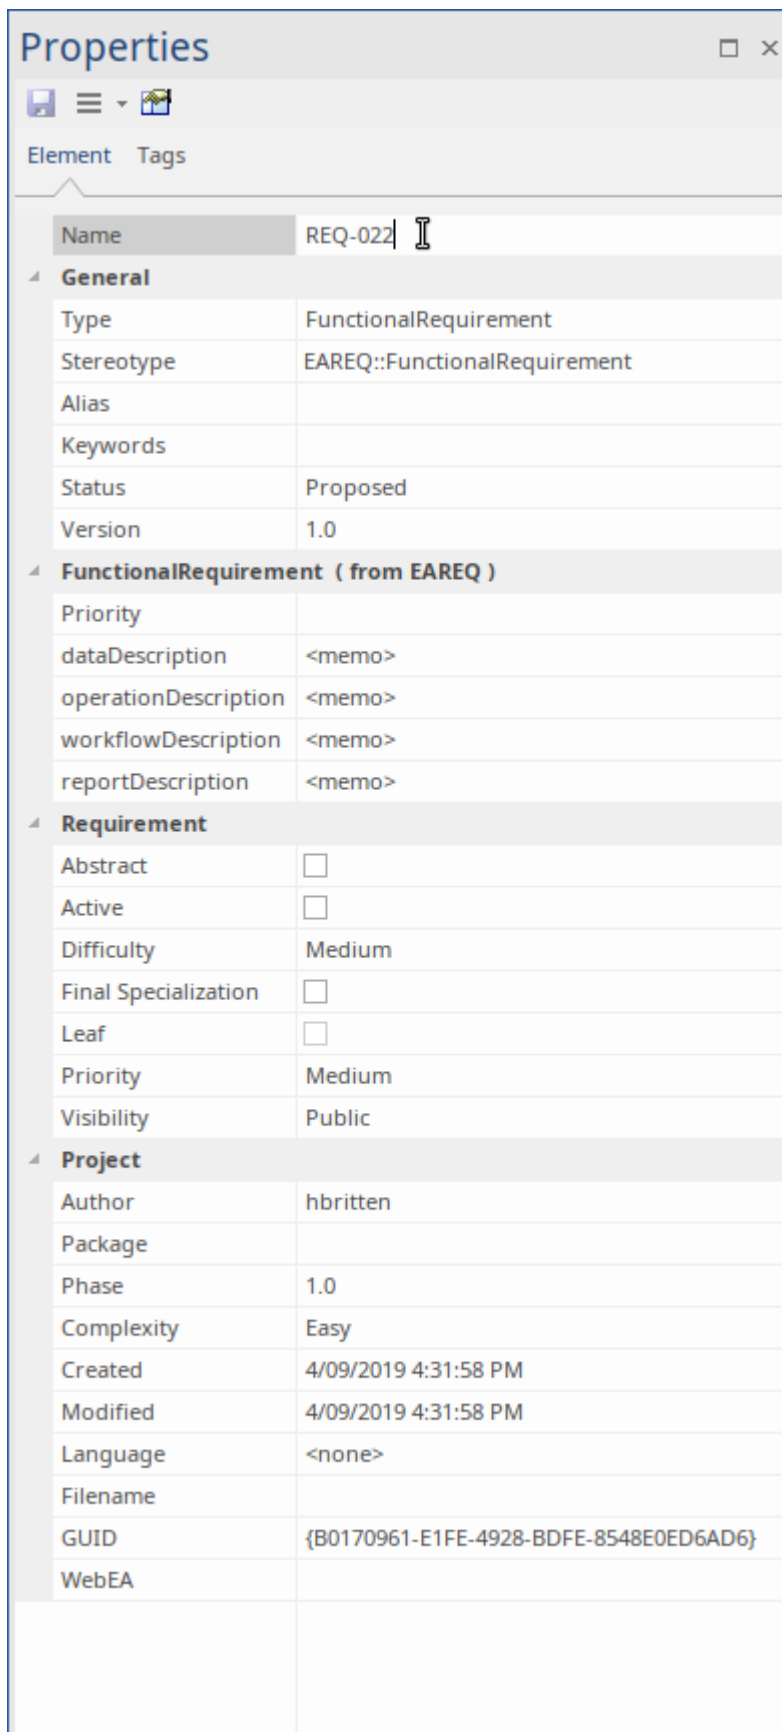 Properties
Element Tags
Name REQ-022
General
Type FunctionalRequirement
Stereotype EAREQ::FunctionalRequirement
Alias
Keywords
Status Proposed
Version 1.0
FunctionalRequirement ( from EAREQ )
Priority
dataDescription <memo>
operationDescription <memo>
workflowDescription <memo>
reportDescription <memo>
Requirement
Abstract
Active
Difficulty Medium
Final Specialization
Leaf
Priority Medium
Visibility Public
Project
Author hbritten
Package
Phase 1.0
Complexity Easy
Created 4/09/2019 4:31:58 PM
Modified 4/09/2019 4:31:58 PM
Language <none>
Filename
GUID {B0170961-E1FE-4928-BDFE-8548E0ED6AD6}
WebEA